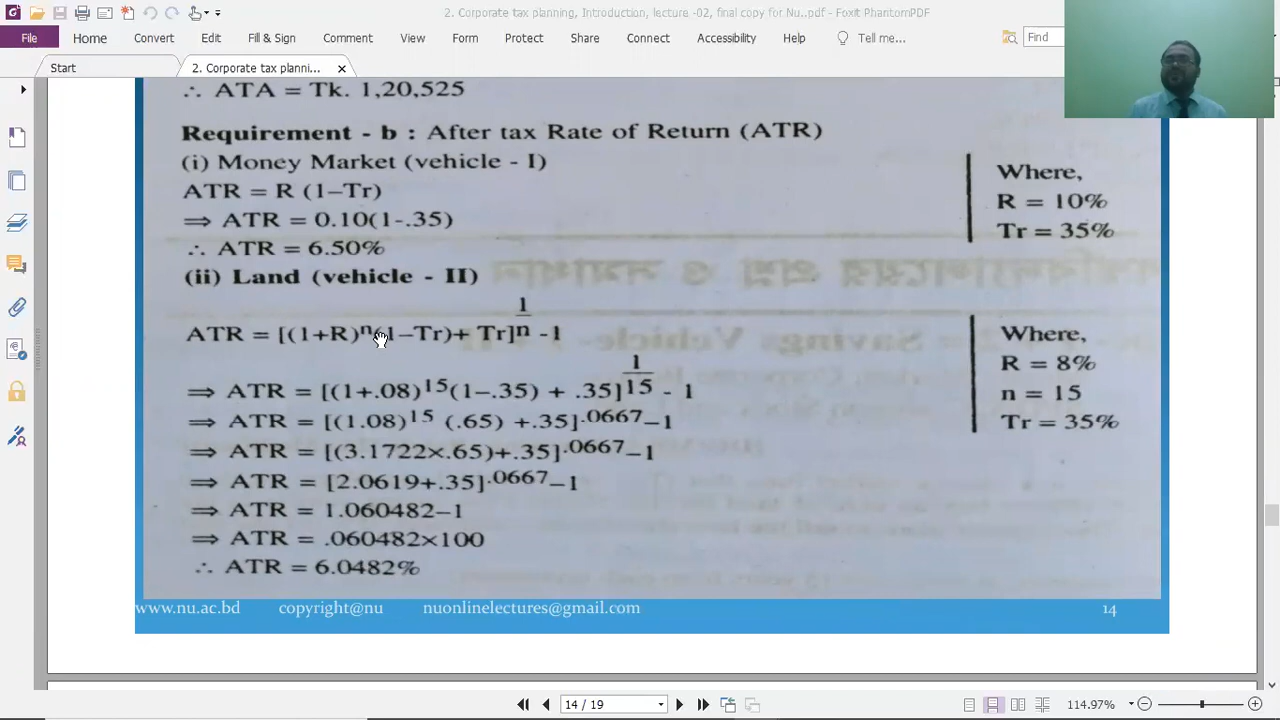 2. Corporate tax planning, Introduction, lecture -02, final copy for Nu..pdf - Foxit PhantomPDF
File Home Convert Edit Fill & Sign Comment View Form Protect Share Connect Accessibility Help Tell me... Find
Start 2. Corporate tax planni... ×
∴ ATA = Tk. 1,20,525
Requirement - b : After tax Rate of Return (ATR)
(i) Money Market (vehicle - I)
ATR = R (1–Tr)
⇒ ATR = 0.10(1-.35)
∴ ATR = 6.50%
Where,
R = 10%
Tr = 35%
(ii) Land (vehicle - II)
ATR = [(1+R)ⁿ(1–Tr)+ Tr]^(1/n) -1
⇒ ATR = [(1+.08)¹⁵(1–.35) + .35]^(1/15) - 1
⇒ ATR = [(1.08)¹⁵ (.65) +.35]^.0667–1
⇒ ATR = [(3.1722×.65)+.35]^.0667–1
⇒ ATR = [2.0619+.35]^.0667–1
⇒ ATR = 1.060482–1
⇒ ATR = .060482×100
∴ ATR = 6.0482%
Where,
R = 8%
n = 15
Tr = 35%
www.nu.ac.bd copyright@nu nuonlinelectures@gmail.com 14
14 / 19 114.97%